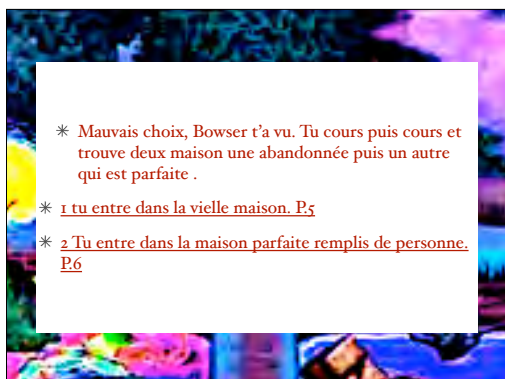 ✳ Mauvais choix, Bowser t'a vu. Tu cours puis cours et
trouve deux maison une abandonnée puis un autre
qui est parfaite .
✳ 1 tu entre dans la vielle maison. P.5
✳ 2 Tu entre dans la maison parfaite remplis de personne.
P.6